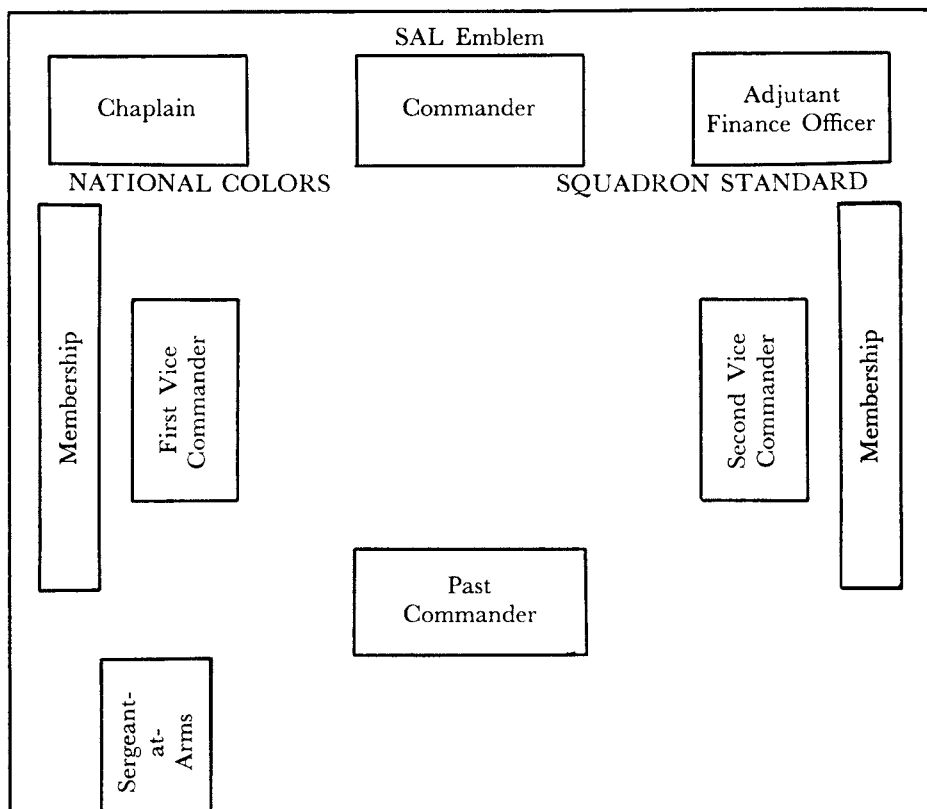 SAL Emblem
Chaplain
Commander
Adjutant
Finance Officer
NATIONAL COLORS
SQUADRON STANDARD
Membership
First Vice
Commander
Second Vice
Commander
Membership
Past
Commander
Sergeant-
at-
Arms